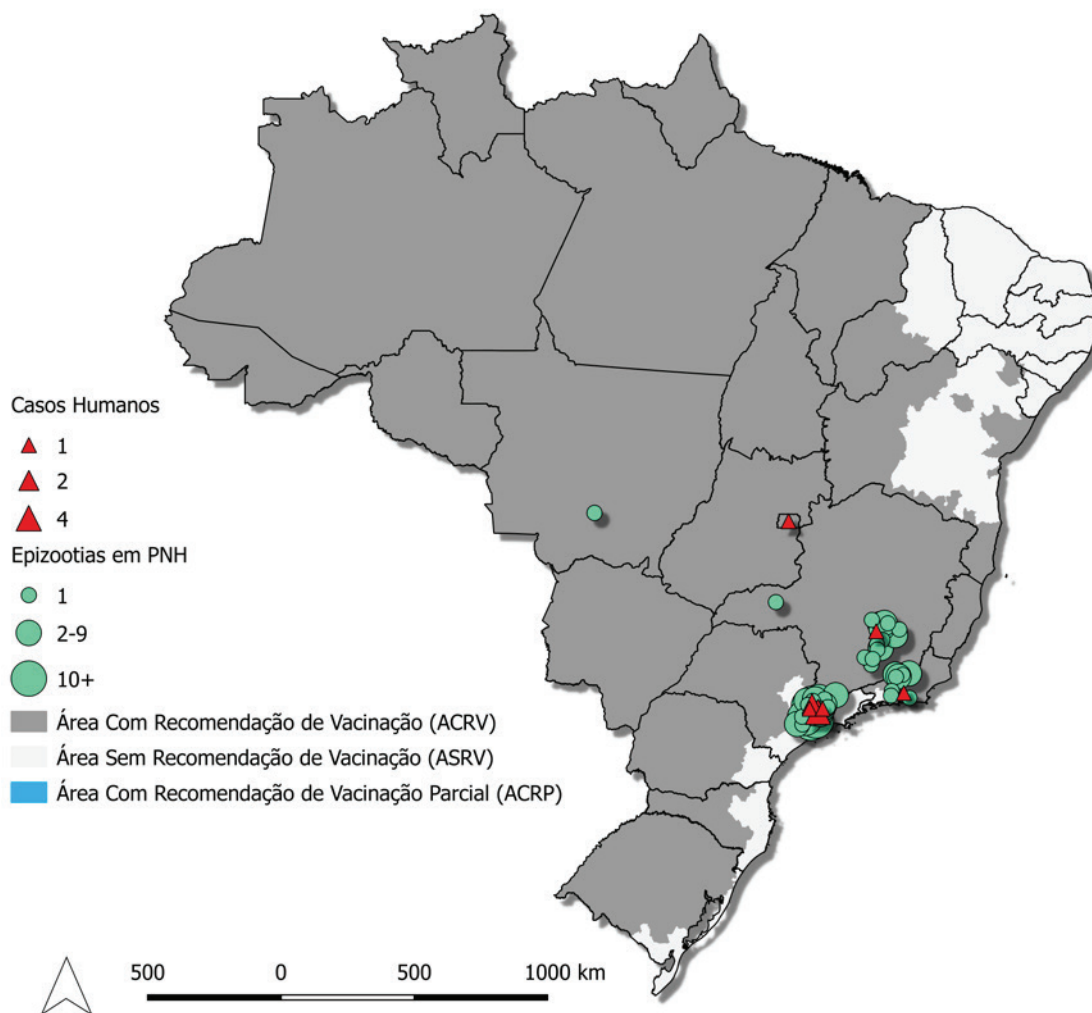 Casos Humanos
1
2
4
Epizootias em PNH
1
2-9
10+
Área Com Recomendação de Vacinação (ACRV)
Área Sem Recomendação de Vacinação (ASRV)
Área Com Recomendação de Vacinação Parcial (ACRP)
500 0 500 1000 km